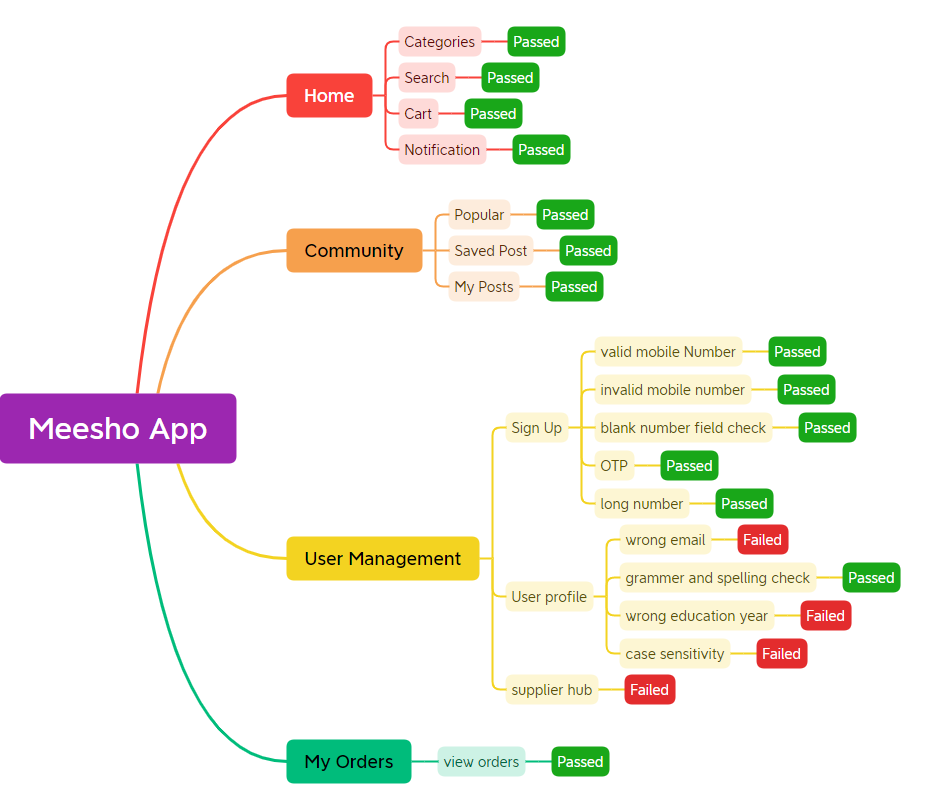 Categories Passed
Search Passed
Home
Cart Passed
Notification Passed
Popular Passed
Community Saved Post Passed
My Posts Passed
valid mobile Number Passed
invalid mobile number Passed
Meesho App Sign Up blank number field check Passed
OTP Passed
long number Passed
wrong email Failed
User Management
grammer and spelling check Passed
User profile
wrong education year Failed
case sensitivity Failed
supplier hub Failed
My Orders view orders Passed